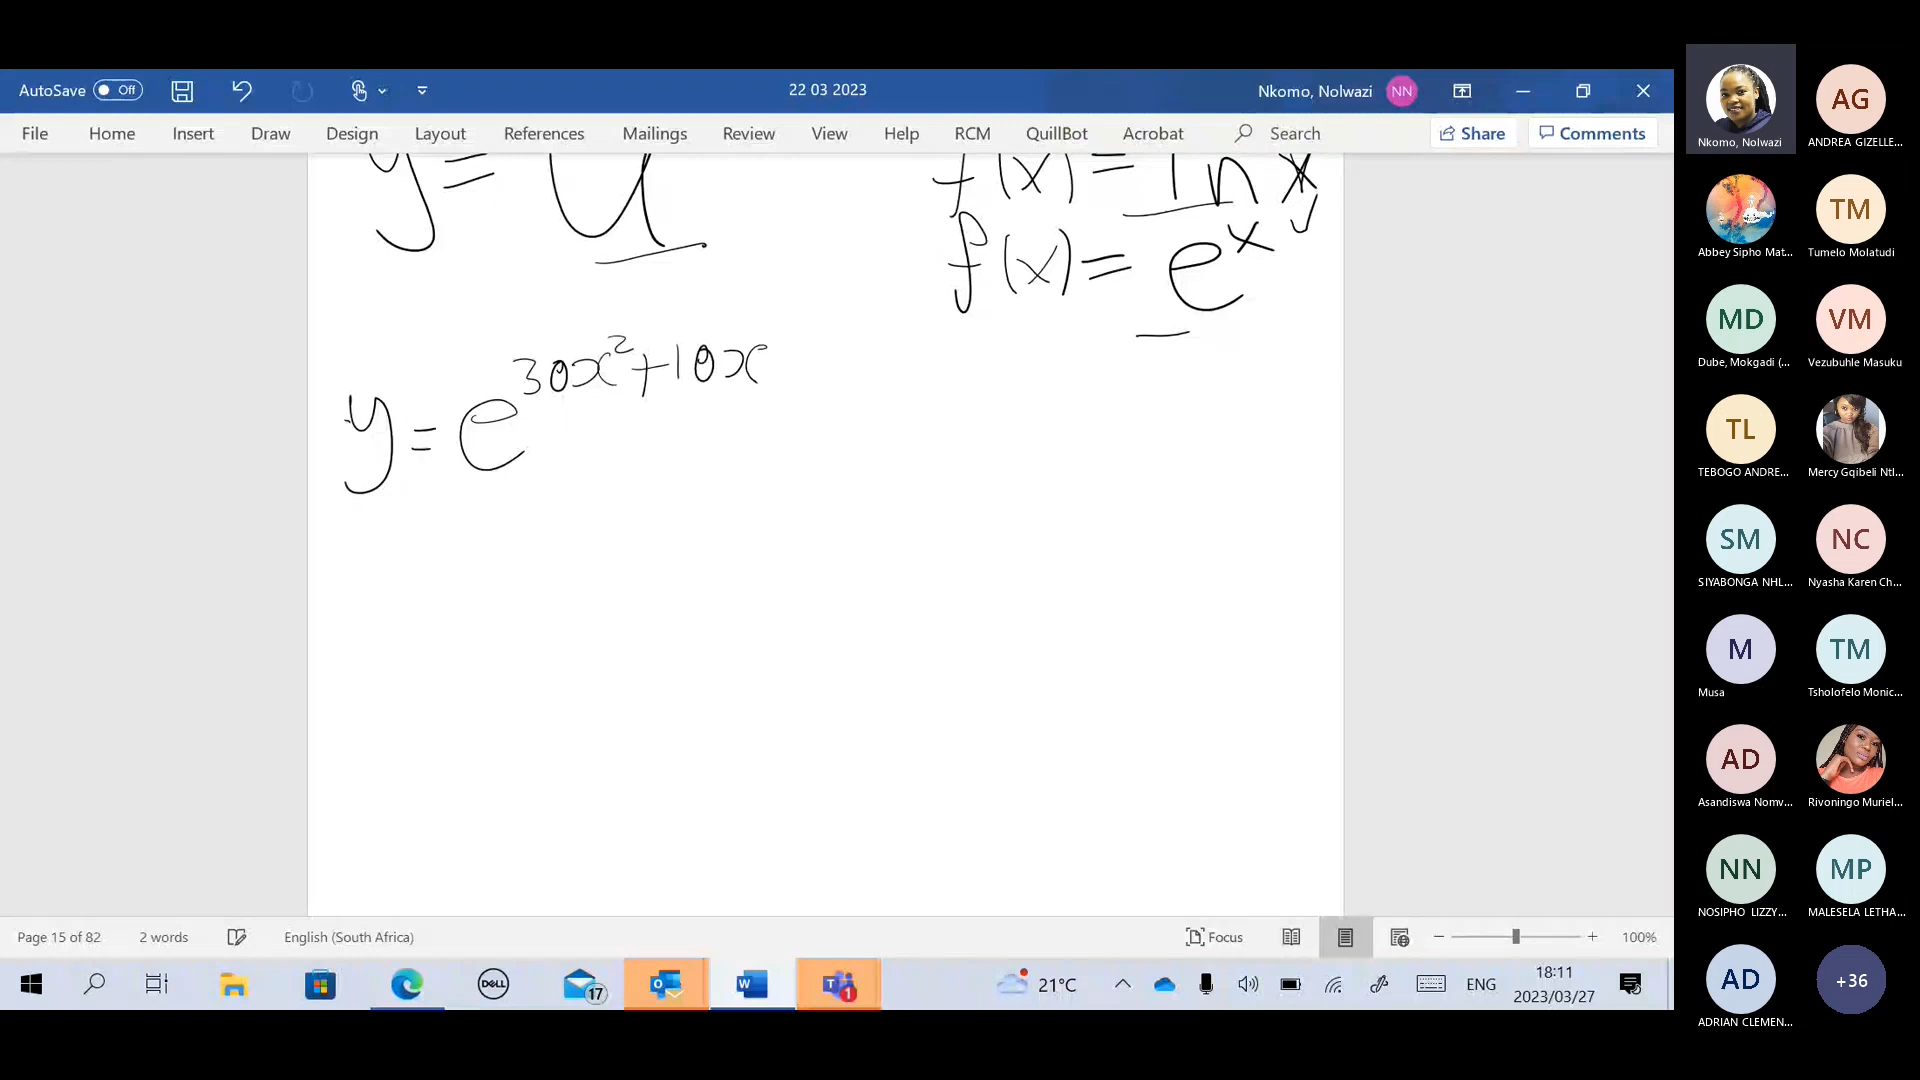 AutoSave Off
22 03 2023
Nkomo, Nolwazi NN
File Home Insert Draw Design Layout References Mailings Review View Help RCM QuillBot Acrobat Search Share Comments
y = u
f(x) = ln x
f(x) = eˣ
y = e^30x²+10x
Page 15 of 82 2 words English (South Africa) Focus 100%
17
1
21°C ENG 18:11
2023/03/27
Nkomo, Nolwazi
AG
ANDREA GIZELLE...
Abbey Sipho Mat...
TM
Tumelo Molatudi
MD
Dube, Mokgadi (...
VM
Vezubuhle Masuku
TL
TEBOGO ANDRE...
Mercy Gqibeli Ntl...
SM
SIYABONGA NHL...
NC
Nyasha Karen Ch...
M
Musa
TM
Tsholofelo Monic...
AD
Asandiswa Nomv...
Rivoningo Muriel...
NN
NOSIPHO LIZZY...
MP
MALESELA LETHA...
AD
ADRIAN CLEMEN...
+36